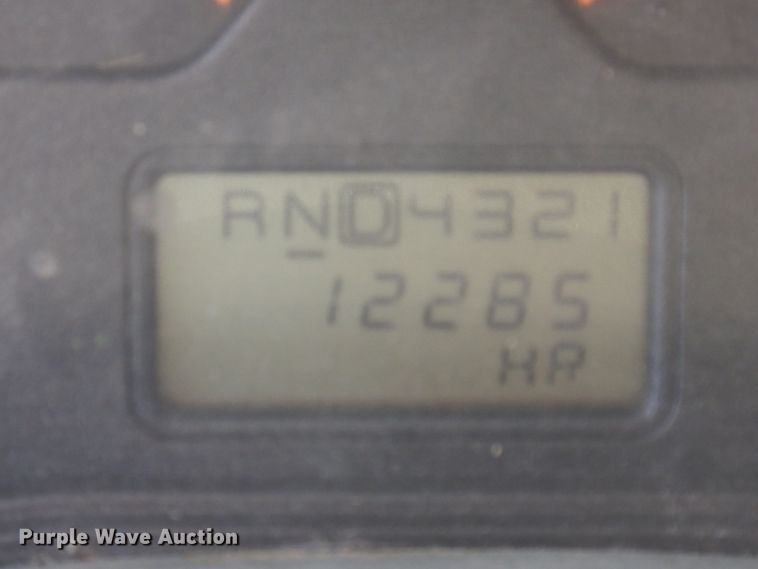 RND4321
12285
HR
Purple Wave Auction